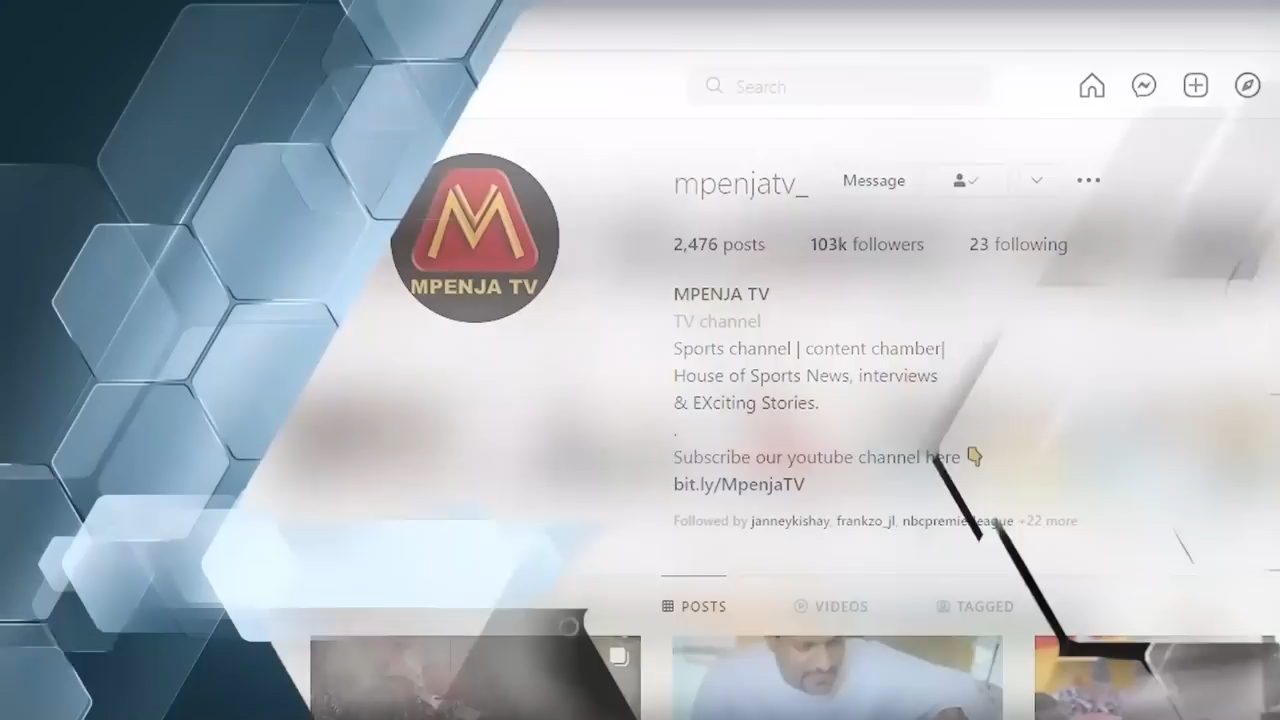 Search
mpenjatv_
Message
2,476 posts 103k followers 23 following
MPENJA TV
TV channel
Sports channel | content chamber|
House of Sports News, interviews
& EXciting Stories.
.
Subscribe our youtube channel here 👇
bit.ly/MpenjaTV
Followed by janneykishay, frankzo_jl, nbcpremierleague +22 more
POSTS VIDEOS TAGGED
M
MPENJA TV